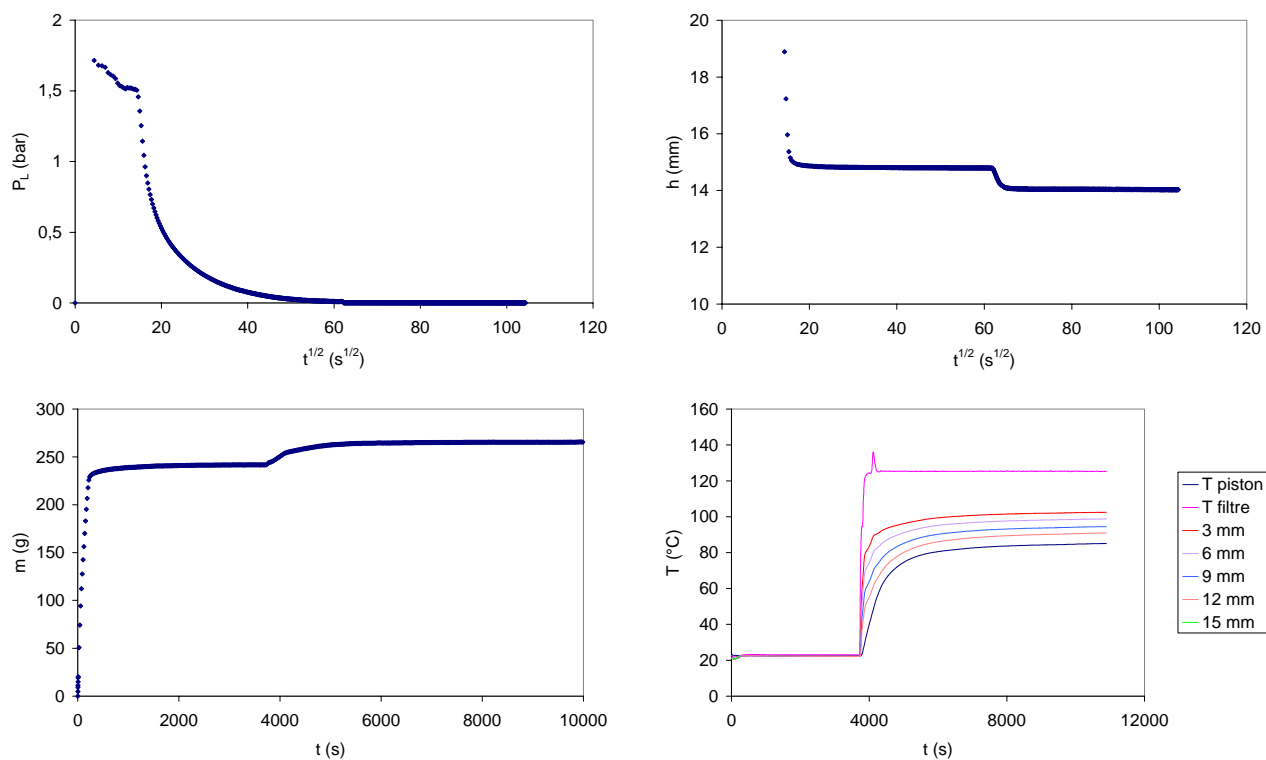 2
1,5
1
0,5
0
P_L (bar)
0 20 40 60 80 100 120
t^1/2 (s^1/2)
20
18
16
14
12
10
h (mm)
0 20 40 60 80 100 120
t^1/2 (s^1/2)
300
250
200
150
100
50
0
m (g)
0 2000 4000 6000 8000 10000
t (s)
160
140
120
100
80
60
40
20
0
T (°C)
0 4000 8000 12000
t (s)
T piston
T filtre
3 mm
6 mm
9 mm
12 mm
15 mm